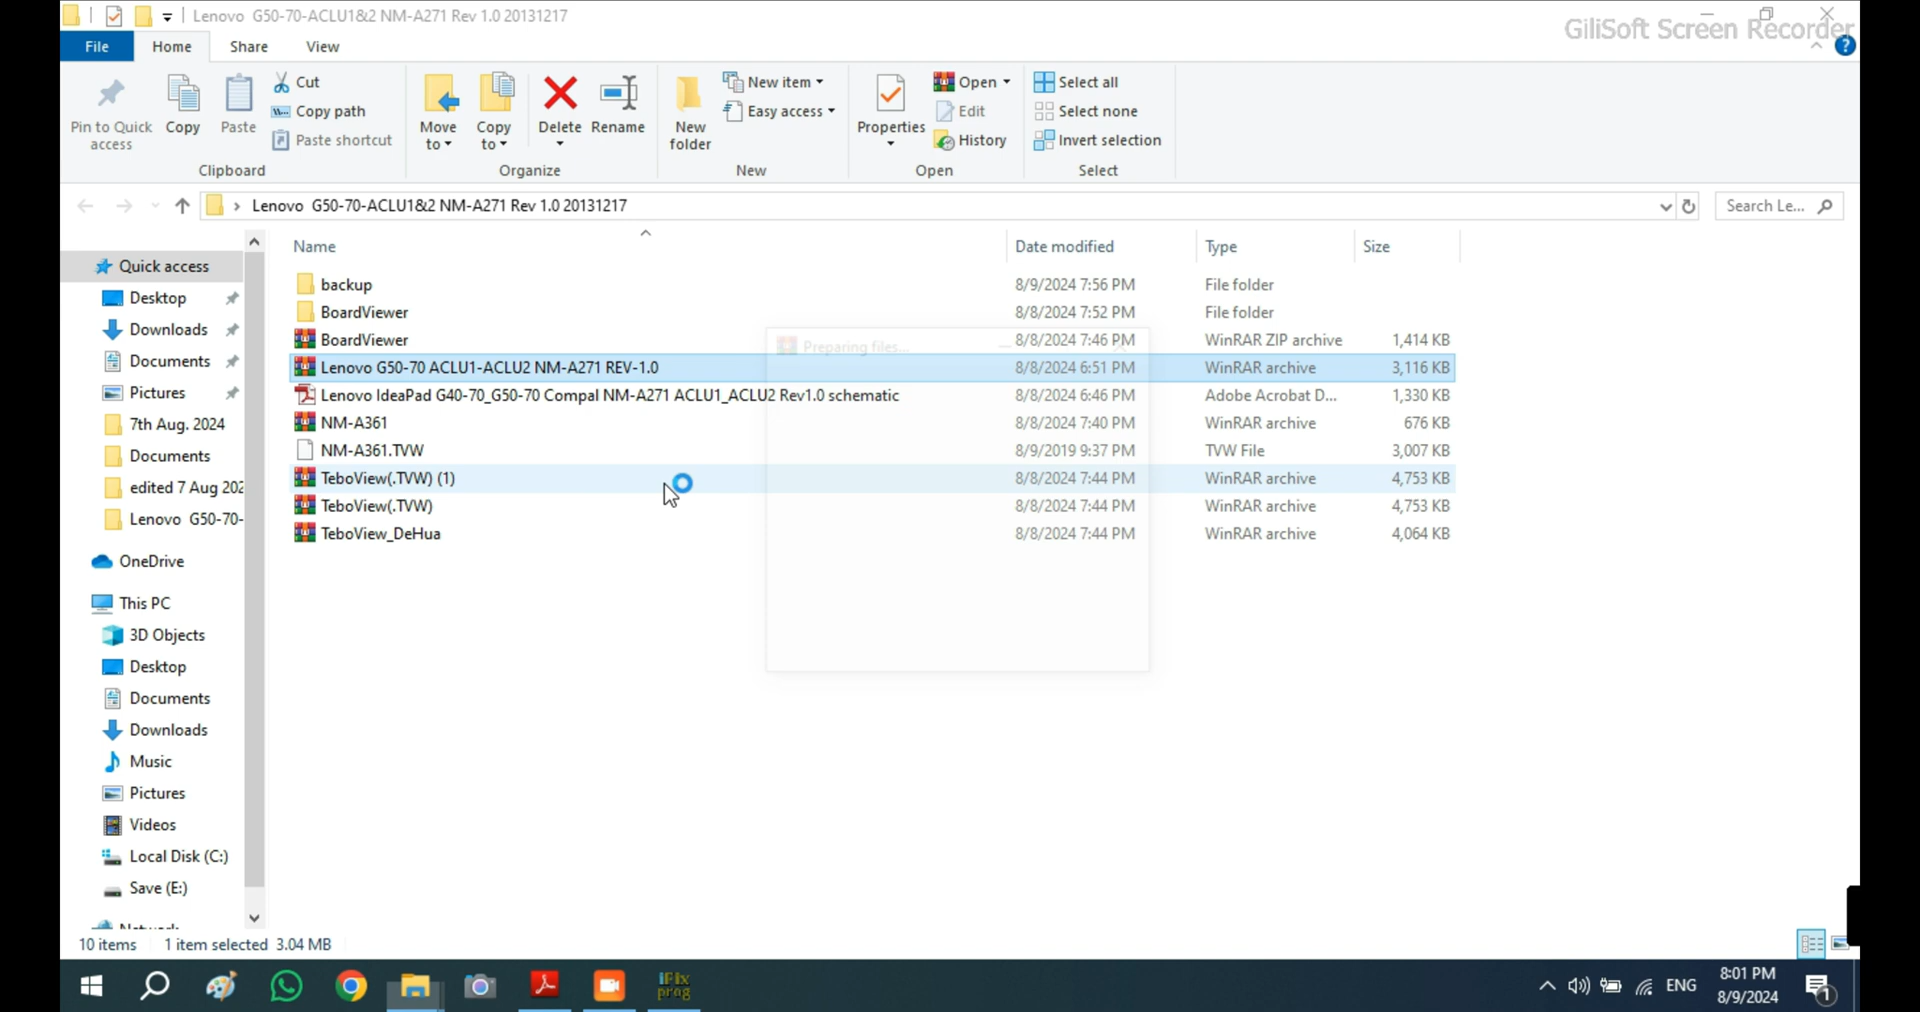 Lenovo G50-70-ACLU1&2 NM-A271 Rev 1.0 20131217
GiliSoft Screen Recorder
File Home Share View
Pin to Quick access
Copy
Paste
Cut
Copy path
Paste shortcut
Clipboard
Move to
Copy to
Delete
Rename
Organize
New folder
New item
Easy access
New
Properties
Open
Edit
History
Open
Select all
Select none
Invert selection
Select
Lenovo G50-70-ACLU1&2 NM-A271 Rev 1.0 20131217
Search Le...
Name Date modified Type Size
backup 8/9/2024 7:56 PM File folder
BoardViewer 8/8/2024 7:52 PM File folder
BoardViewer 8/8/2024 7:46 PM WinRAR ZIP archive 1,414 KB
Preparing files...
Lenovo G50-70 ACLU1-ACLU2 NM-A271 REV-1.0 8/8/2024 6:51 PM WinRAR archive 3,116 KB
Lenovo IdeaPad G40-70_G50-70 Compal NM-A271 ACLU1_ACLU2 Rev1.0 schematic 8/8/2024 6:46 PM Adobe Acrobat D... 1,330 KB
NM-A361 8/8/2024 7:40 PM WinRAR archive 676 KB
NM-A361.TVW 8/9/2019 9:37 PM TVW File 3,007 KB
TeboView(.TVW) (1) 8/8/2024 7:44 PM WinRAR archive 4,753 KB
TeboView(.TVW) 8/8/2024 7:44 PM WinRAR archive 4,753 KB
TeboView_DeHua 8/8/2024 7:44 PM WinRAR archive 4,064 KB
Quick access
Desktop
Downloads
Documents
Pictures
7th Aug. 2024
Documents
edited 7 Aug 202
Lenovo G50-70-
OneDrive
This PC
3D Objects
Desktop
Documents
Downloads
Music
Pictures
Videos
Local Disk (C:)
Save (E:)
10 items 1 item selected 3.04 MB
iFix prog
ENG
8:01 PM
8/9/2024
1